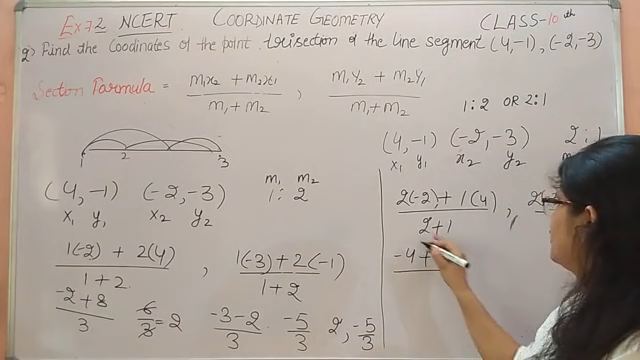 Ex 7.2 NCERT COORDINATE GEOMETRY CLASS-10th
2) Find the Coodinates of the point trisection of the line segment (4,-1), (-2,-3)
Section Formula = m₁x₂ + m₂x₁ / m₁+m₂ , m₁y₂ + m₂y₁ / m₁+m₂
1:2 OR 2:1
1 2 3
(4,-1) (-2,-3) m₁ m₂
x₁ y₁ x₂ y₂ 1:2
1(-2) + 2(4) / 1+2 , 1(-3)+2(-1) / 1+2
-2+8 / 3 6/3 = 2 -3-2 / 3 -5/3 2, -5/3
(4,-1) (-2,-3) 2:
x₁ y₁ x₂ y₂
2(-2)+1(4) / 2+1 ,
-4+